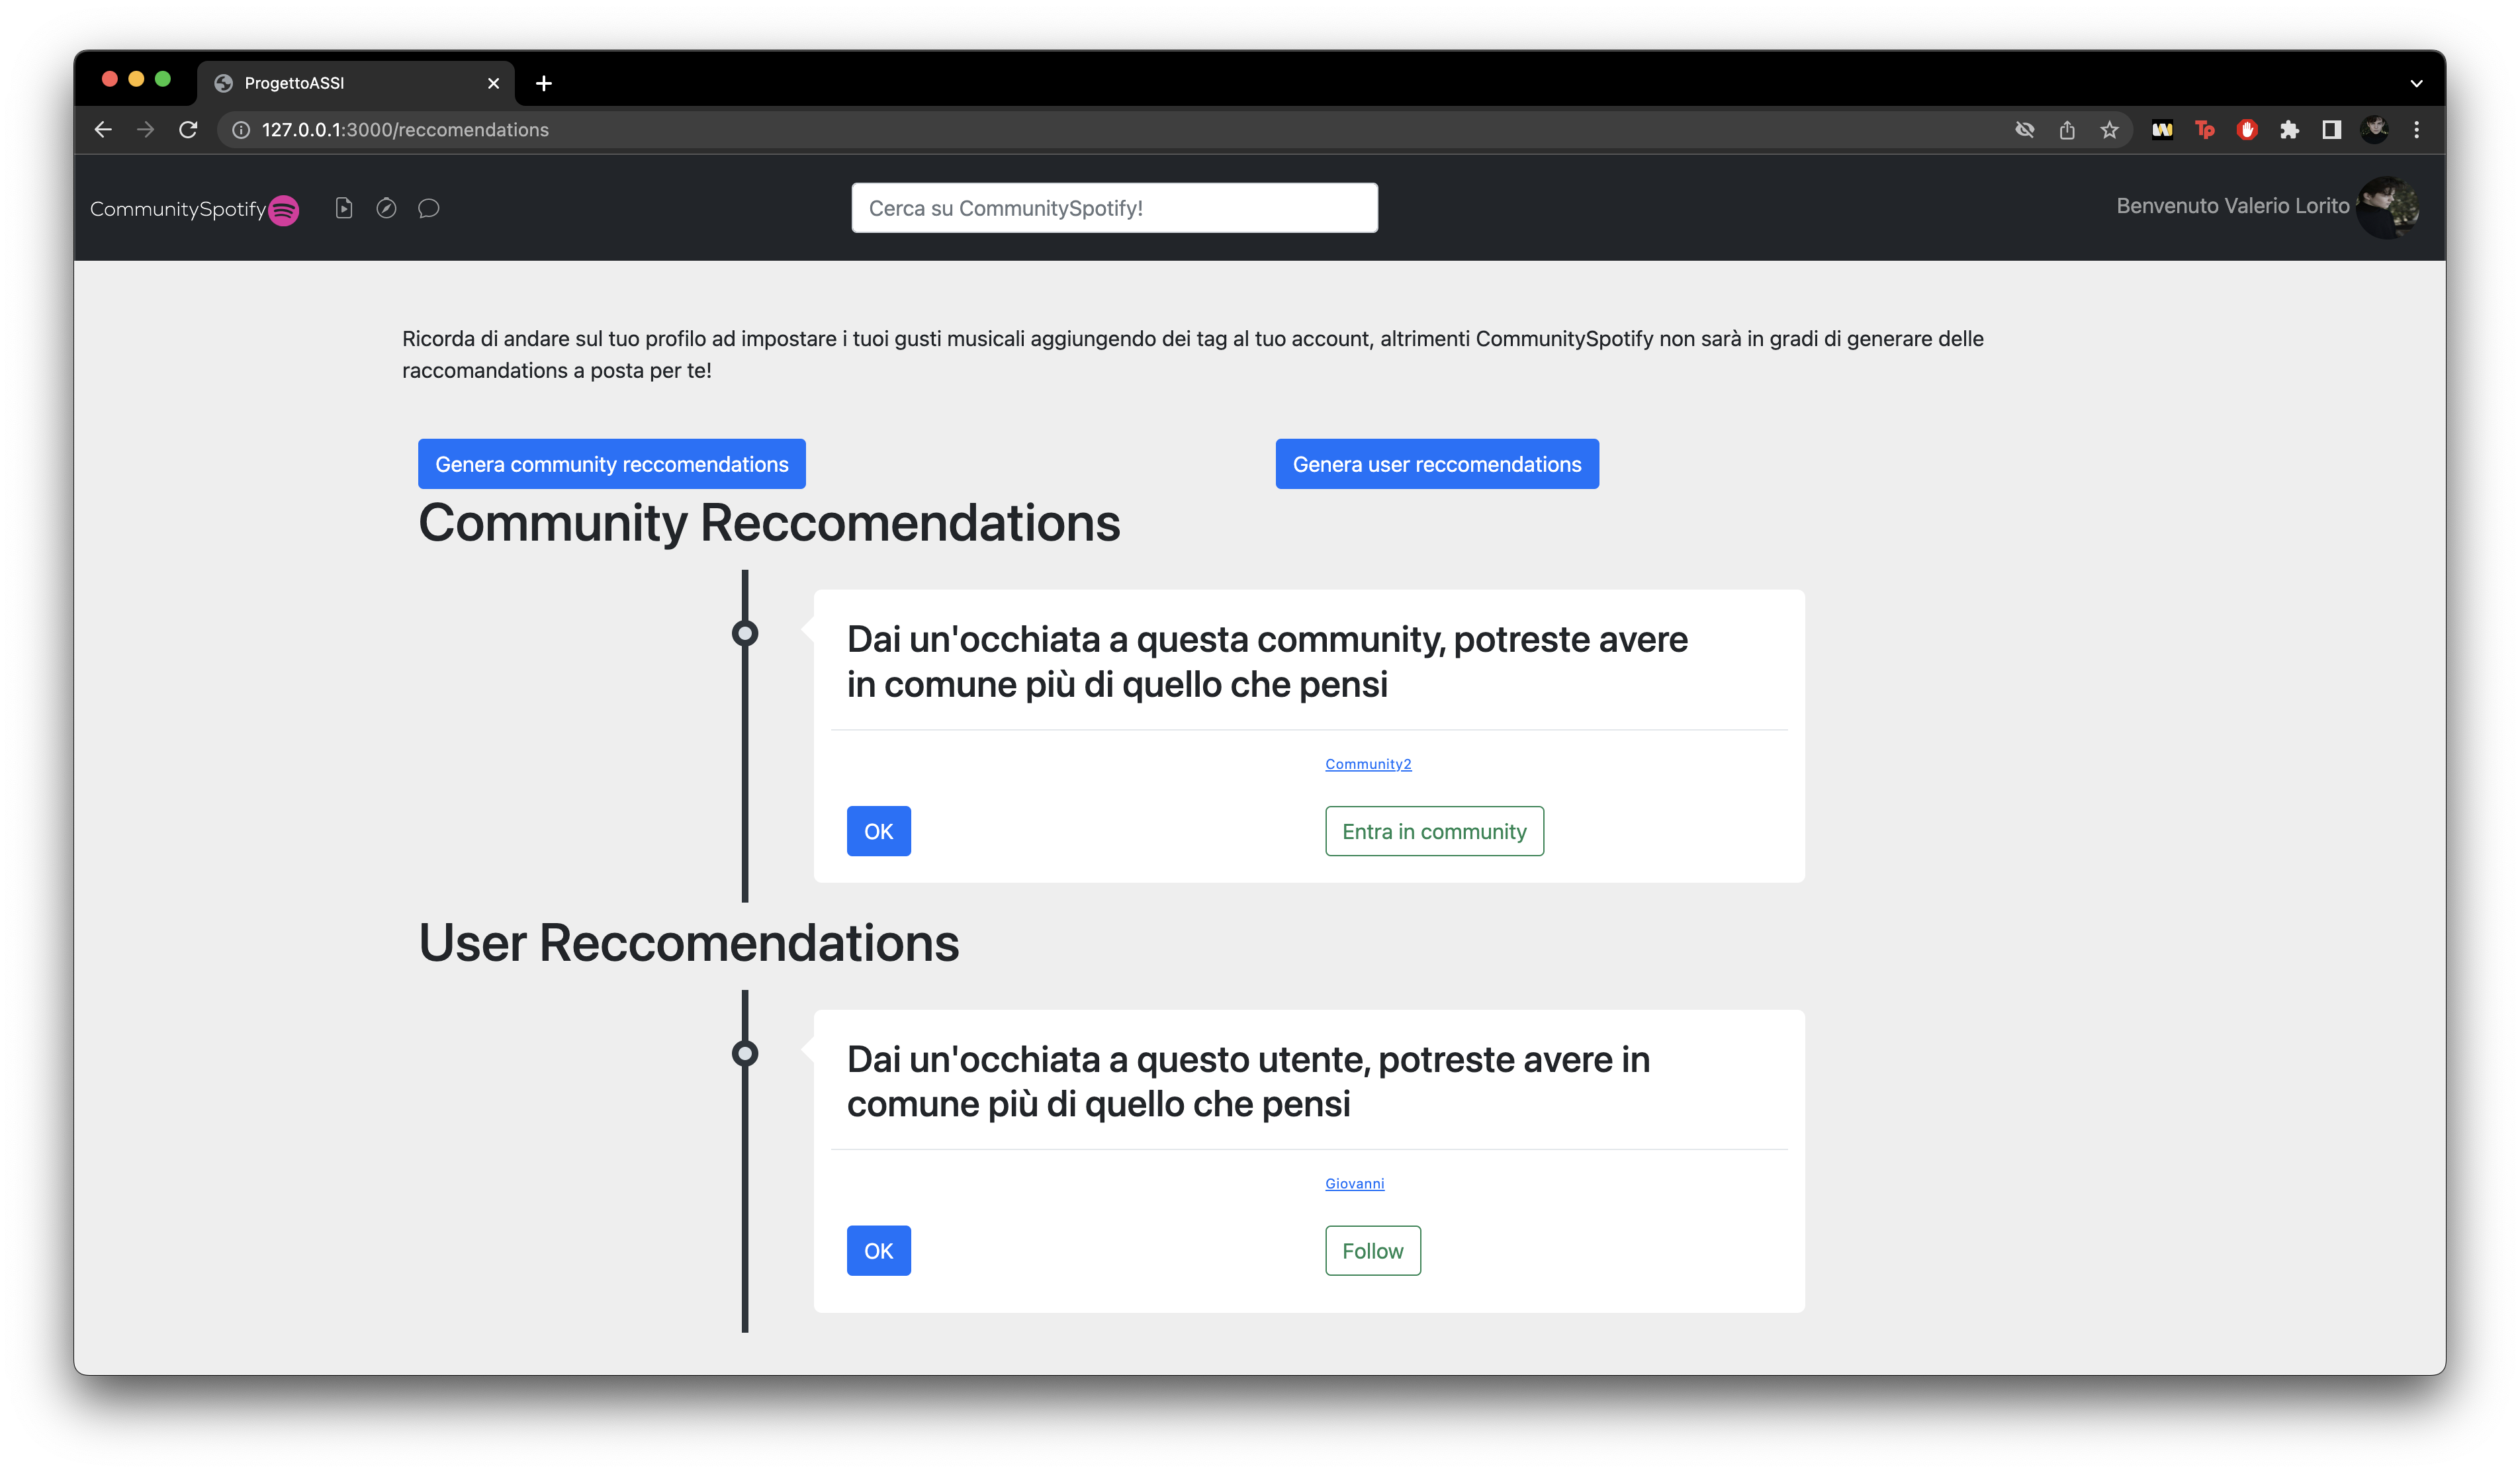 ProgettoASSI
127.0.0.1:3000/reccomendations
Tp
CommunitySpotify
Cerca su CommunitySpotify!
Benvenuto Valerio Lorito
Ricorda di andare sul tuo profilo ad impostare i tuoi gusti musicali aggiungendo dei tag al tuo account, altrimenti CommunitySpotify non sarà in gradi di generare delle
raccomandations a posta per te!
Genera community reccomendations
Genera user reccomendations
Community Reccomendations
Dai un'occhiata a questa community, potreste avere
in comune più di quello che pensi
Community2
OK
Entra in community
User Reccomendations
Dai un'occhiata a questo utente, potreste avere in
comune più di quello che pensi
Giovanni
OK
Follow